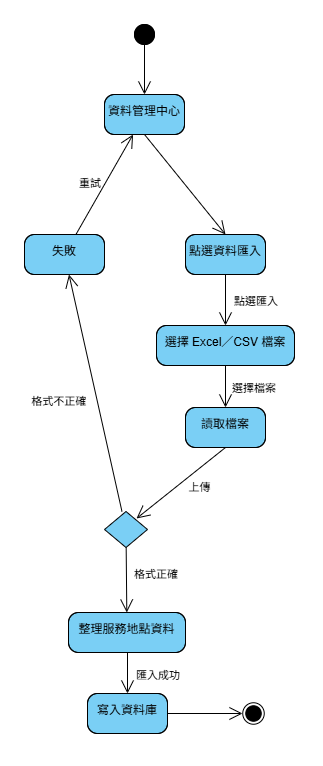 資料管理中心
重試
失敗
點選資料匯入
點選匯入
選擇 Excel／CSV 檔案
選擇檔案
格式不正確
讀取檔案
上傳
格式正確
整理服務地點資料
匯入成功
寫入資料庫